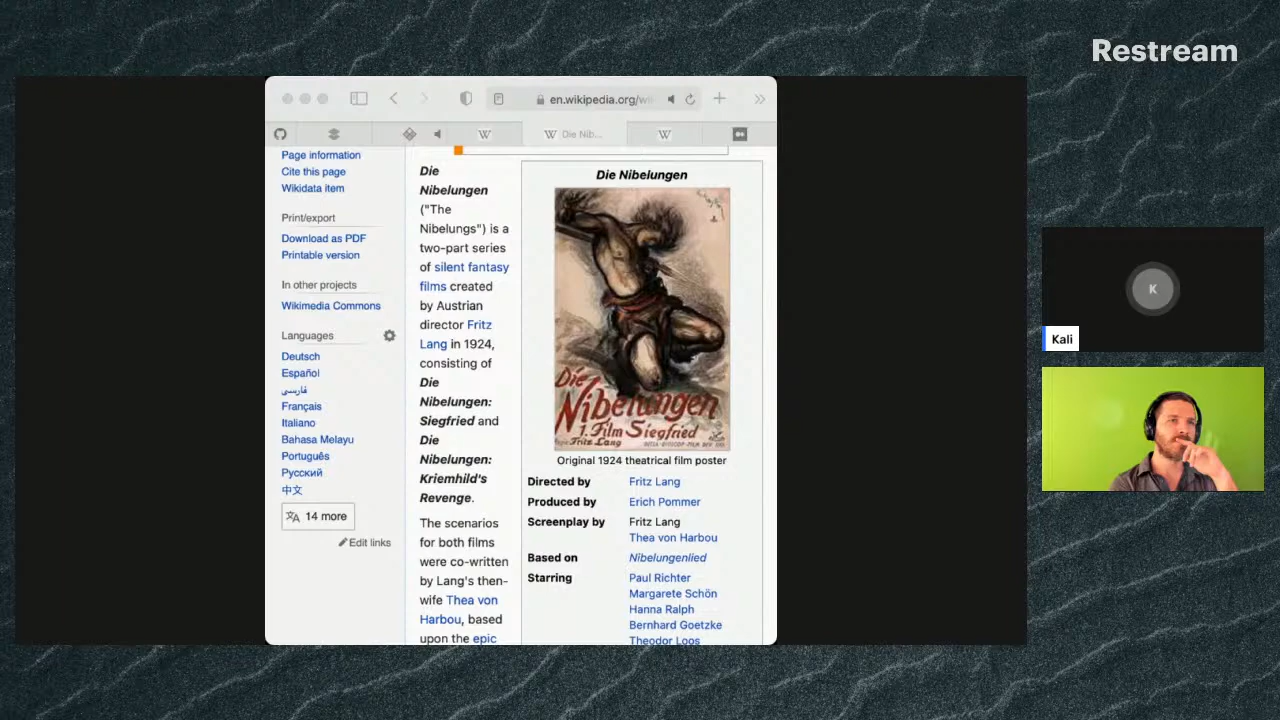 Restream
en.wikipedia.org/wi
Die Nib...
Page information
Cite this page
Wikidata item
Print/export
Download as PDF
Printable version
In other projects
Wikimedia Commons
Languages
Deutsch
Español
فارسی
Français
Italiano
Bahasa Melayu
Português
Русский
中文
14 more
Edit links
Die
Nibelungen
("The
Nibelungs") is a
two-part series
of silent fantasy
films created
by Austrian
director Fritz
Lang in 1924,
consisting of
Die
Nibelungen:
Siegfried and
Die
Nibelungen:
Kriemhild's
Revenge.
The scenarios
for both films
were co-written
by Lang's then-
wife Thea von
Harbou, based
upon the epic
Die Nibelungen
Die
Nibelungen
1. Film Siegfried
Regie: Fritz Lang
Original 1924 theatrical film poster
Directed by Fritz Lang
Produced by Erich Pommer
Screenplay by Fritz Lang
Thea von Harbou
Based on Nibelungenlied
Starring Paul Richter
Margarete Schön
Hanna Ralph
Bernhard Goetzke
Theodor Loos
K
Kali